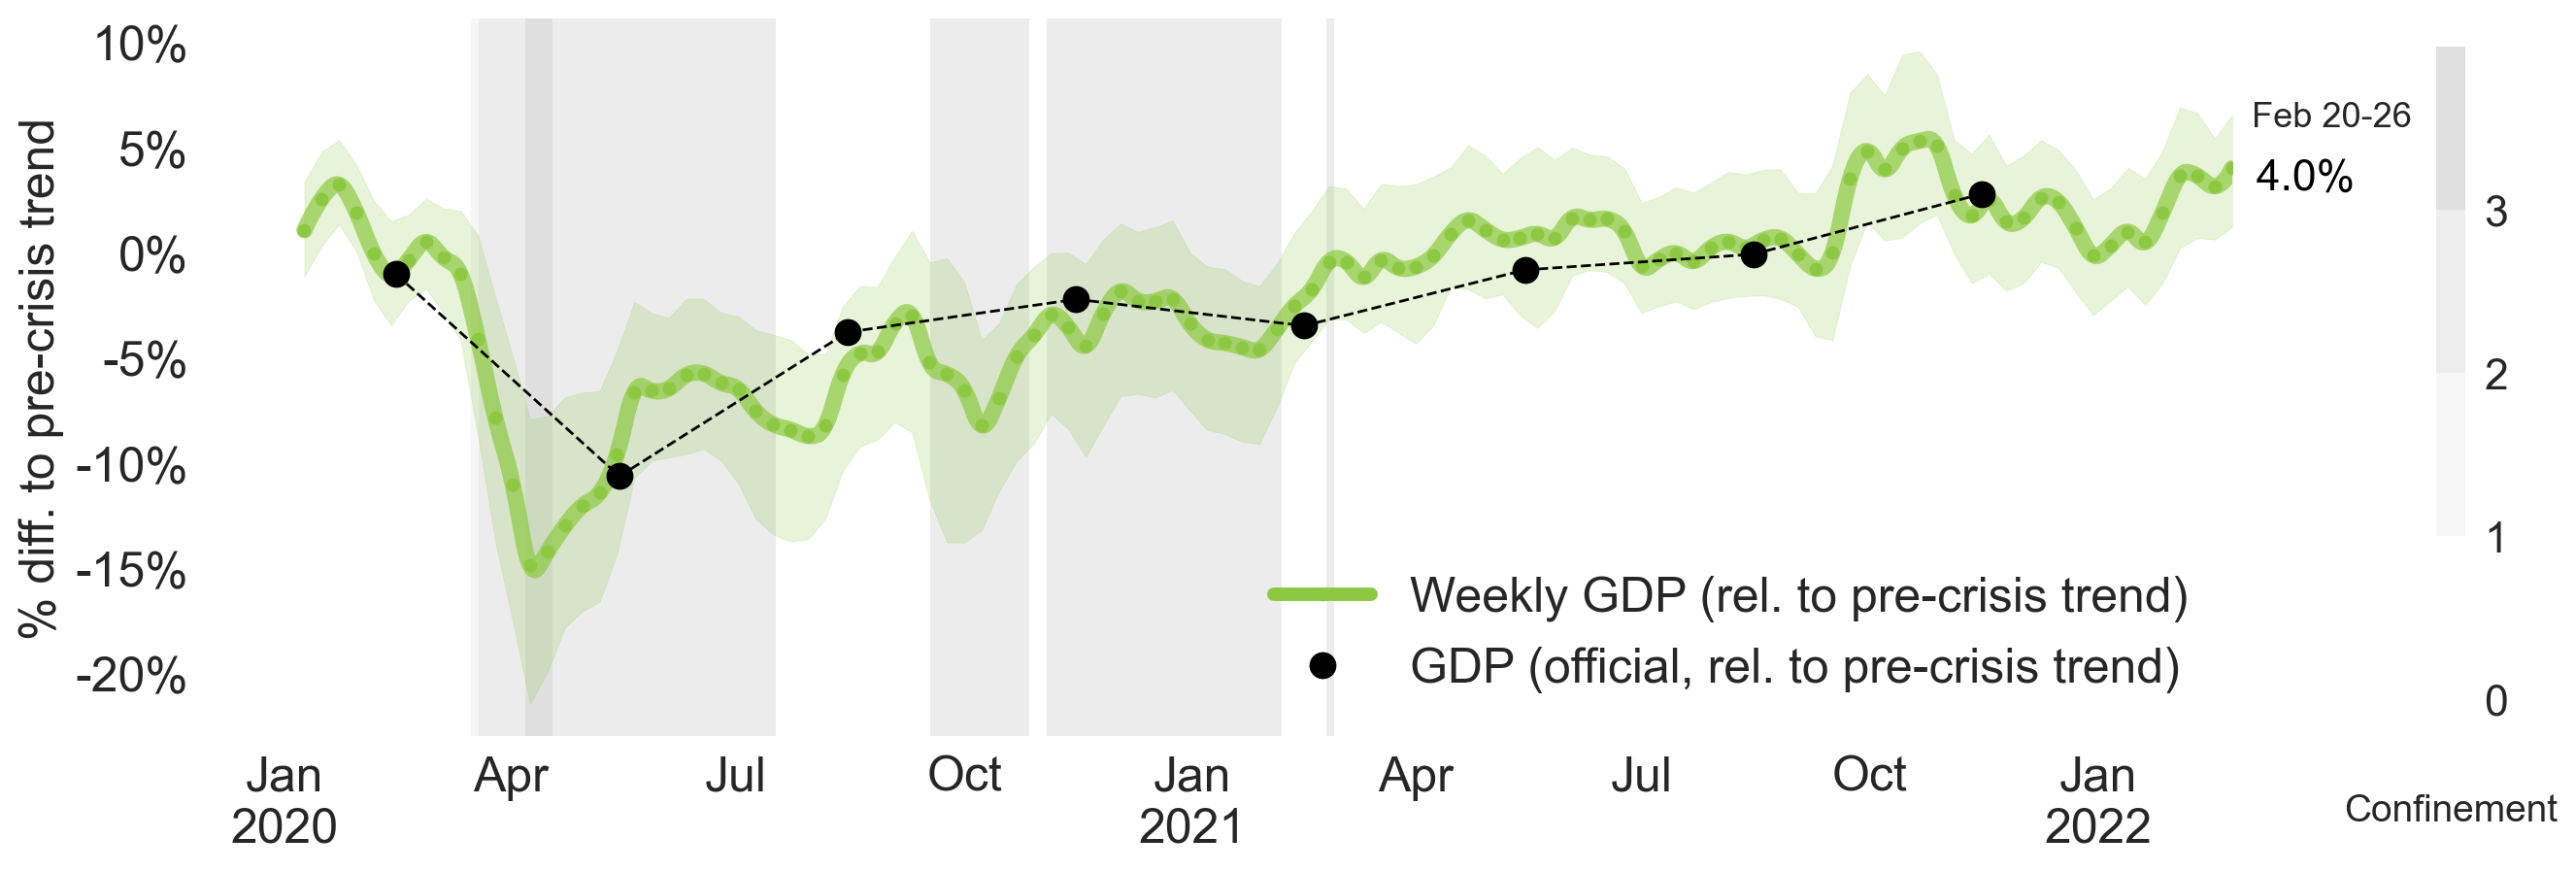 % diff. to pre-crisis trend
10%
5%
0%
-5%
-10%
-15%
-20%
Jan
2020
Apr
Jul
Oct
Jan
2021
Apr
Jul
Oct
Jan
2022
Weekly GDP (rel. to pre-crisis trend)
GDP (official, rel. to pre-crisis trend)
Feb 20-26
4.0%
3
2
1
0
Confinement